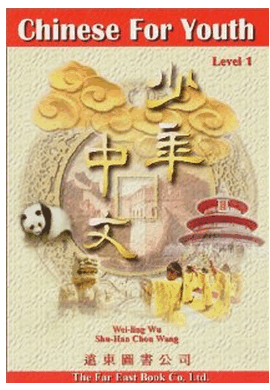 Chinese For Youth
Level 1
少年
中文
Wei-ling Wu
Shu-Han Chou Wang
遠東圖書公司
The Far East Book Co. Ltd.